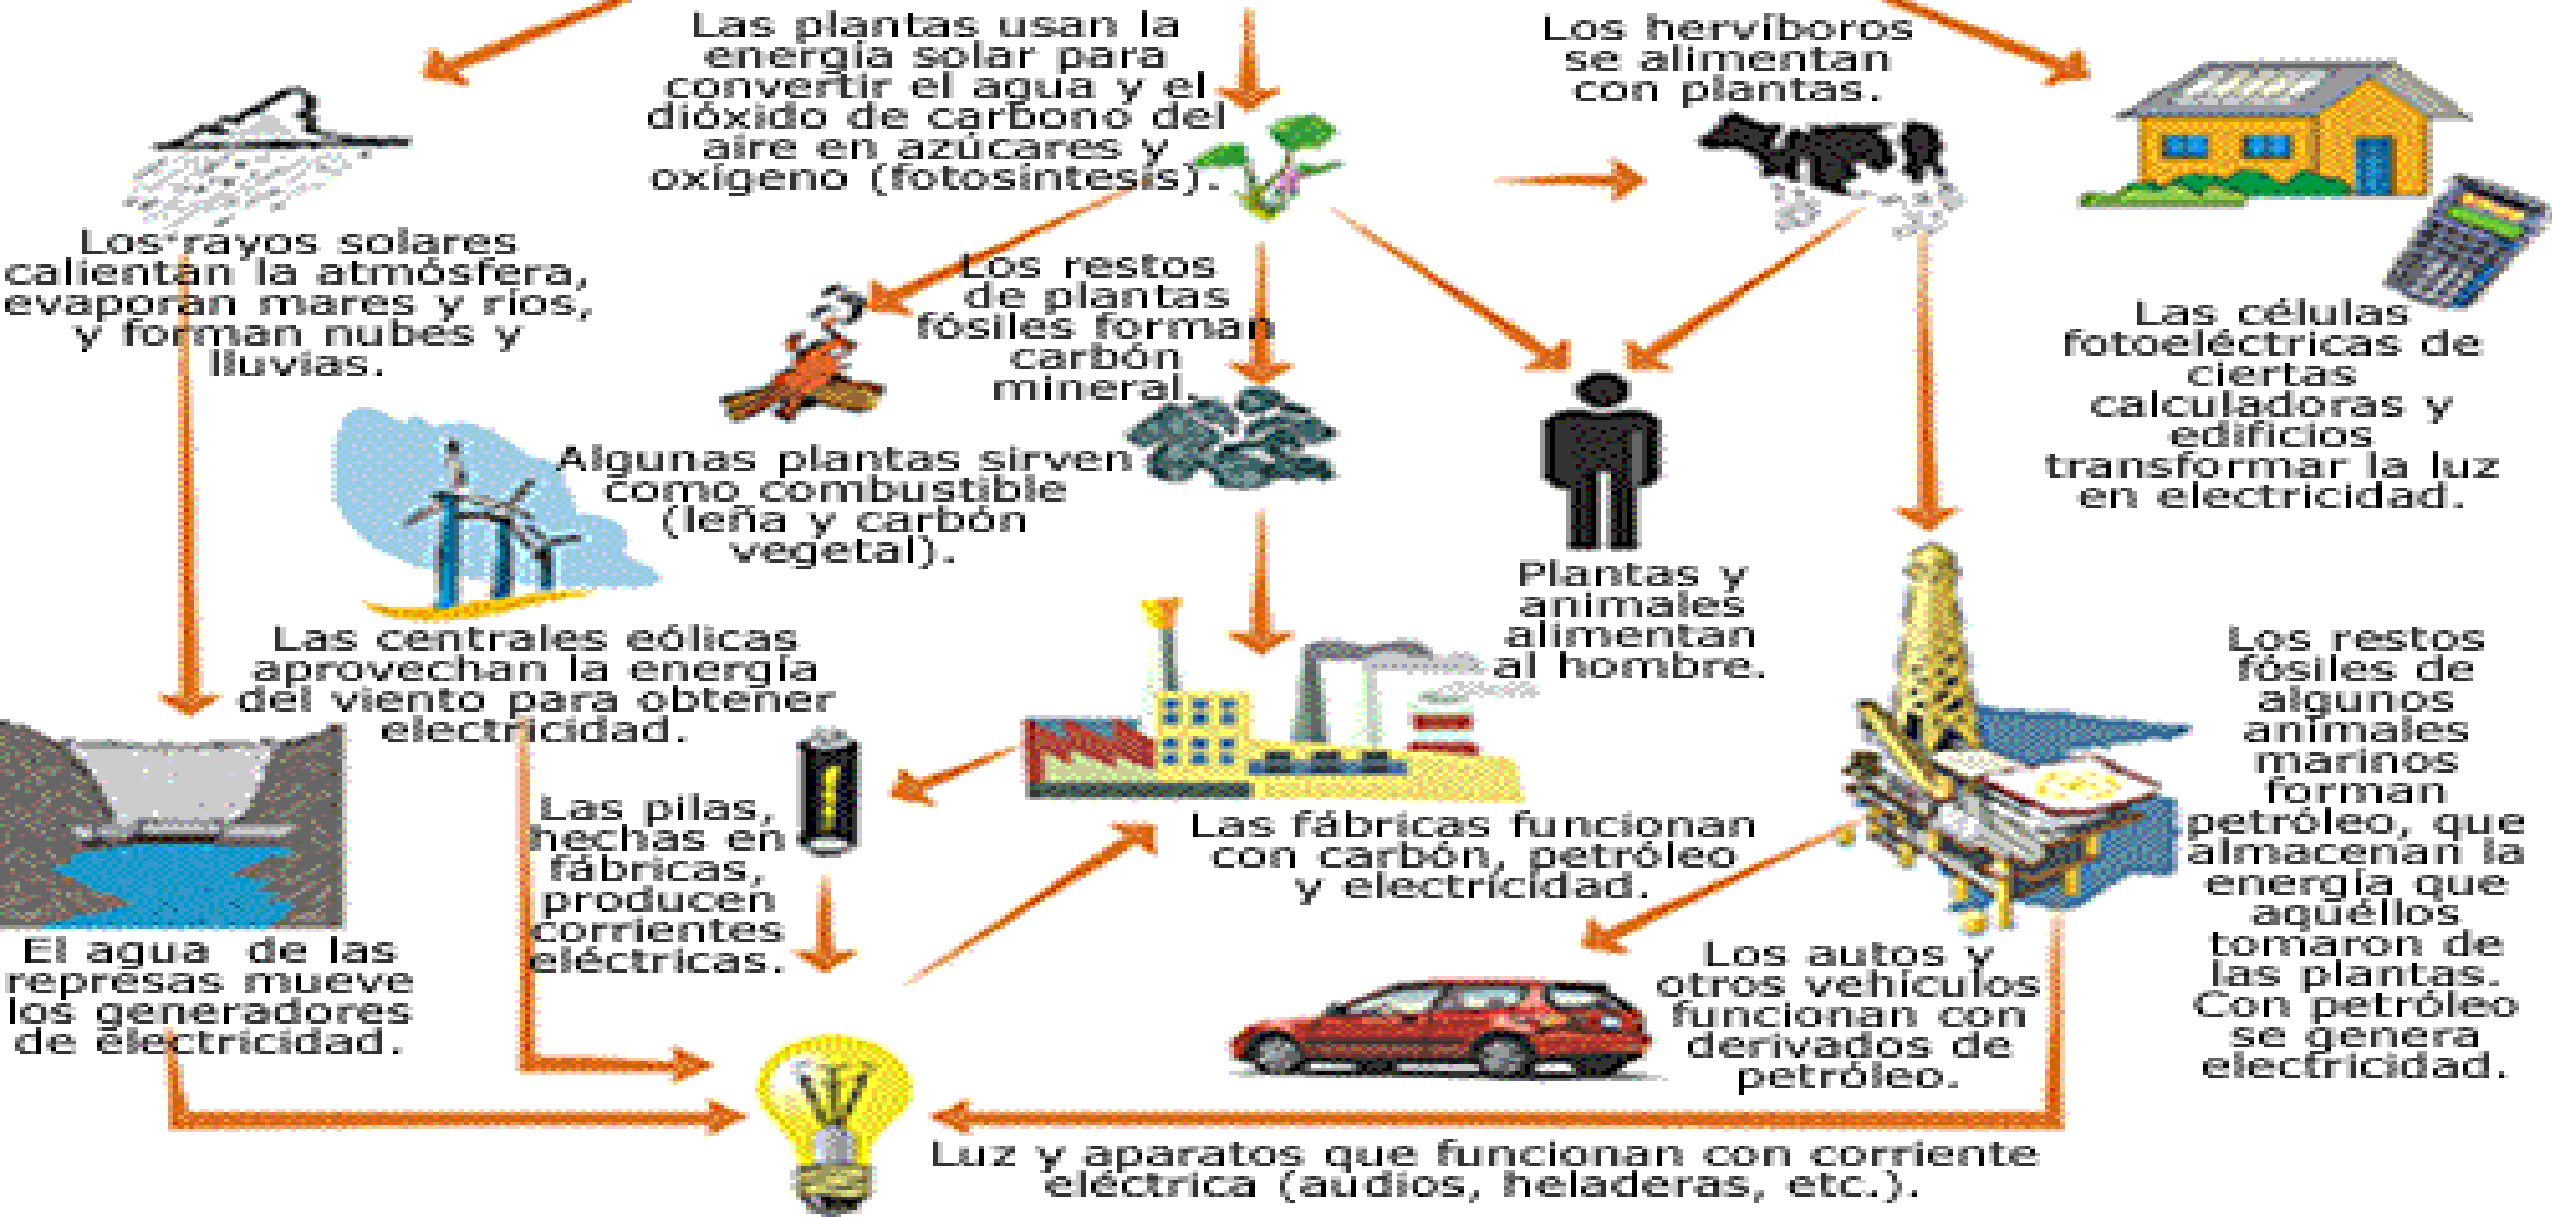 Las plantas usan la
energía solar para
convertir el agua y el
dióxido de carbono del
aire en azúcares y
oxígeno (fotosíntesis).
Los hervíboros
se alimentan
con plantas.
Los rayos solares
calientan la atmósfera,
evaporan mares y ríos,
y forman nubes y
lluvias.
Los restos
de plantas
fósiles forman
carbón
mineral.
Las células
fotoeléctricas de
ciertas
calculadoras y
edificios
transformar la luz
en electricidad.
Algunas plantas sirven
como combustible
(leña y carbón
vegetal).
Plantas y
animales
alimentan
al hombre.
Las centrales eólicas
aprovechan la energía
del viento para obtener
electricidad.
Los restos
fósiles de
algunos
animales
marinos
forman
petróleo, que
almacenan la
energía que
aquéllos
tomaron de
las plantas.
Con petróleo
se genera
electricidad.
Las pilas,
hechas en
fábricas,
producen
corrientes
eléctricas.
Las fábricas funcionan
con carbón, petróleo
y electricidad.
El agua de las
represas mueve
los generadores
de electricidad.
Los autos y
otros vehículos
funcionan con
derivados de
petróleo.
Luz y aparatos que funcionan con corriente
eléctrica (audios, heladeras, etc.).